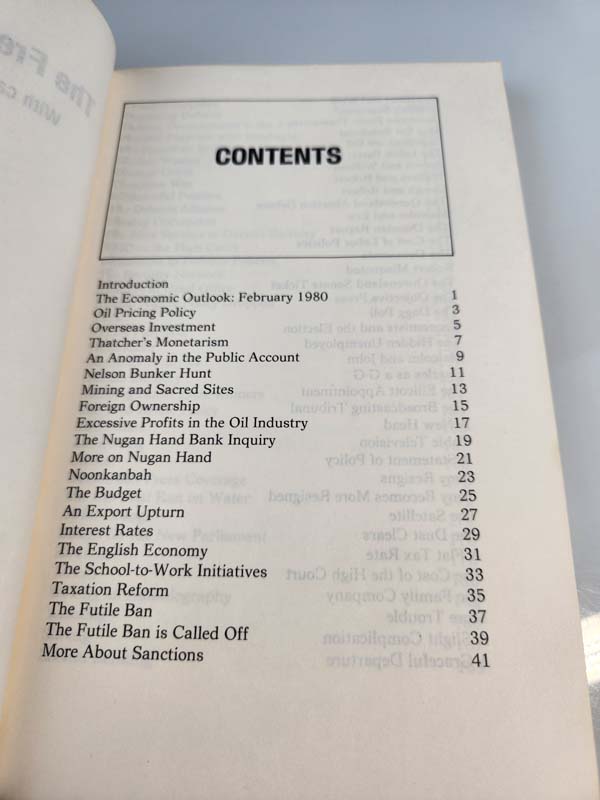 CONTENTS
Introduction
The Economic Outlook: February 1980 1
Oil Pricing Policy 3
Overseas Investment 5
Thatcher's Monetarism 7
An Anomaly in the Public Account 9
Nelson Bunker Hunt 11
Mining and Sacred Sites 13
Foreign Ownership 15
Excessive Profits in the Oil Industry 17
The Nugan Hand Bank Inquiry 19
More on Nugan Hand 21
Noonkanbah 23
The Budget 25
An Export Upturn 27
Interest Rates 29
The English Economy 31
The School-to-Work Initiatives 33
Taxation Reform 35
The Futile Ban 37
The Futile Ban is Called Off 39
More About Sanctions 41